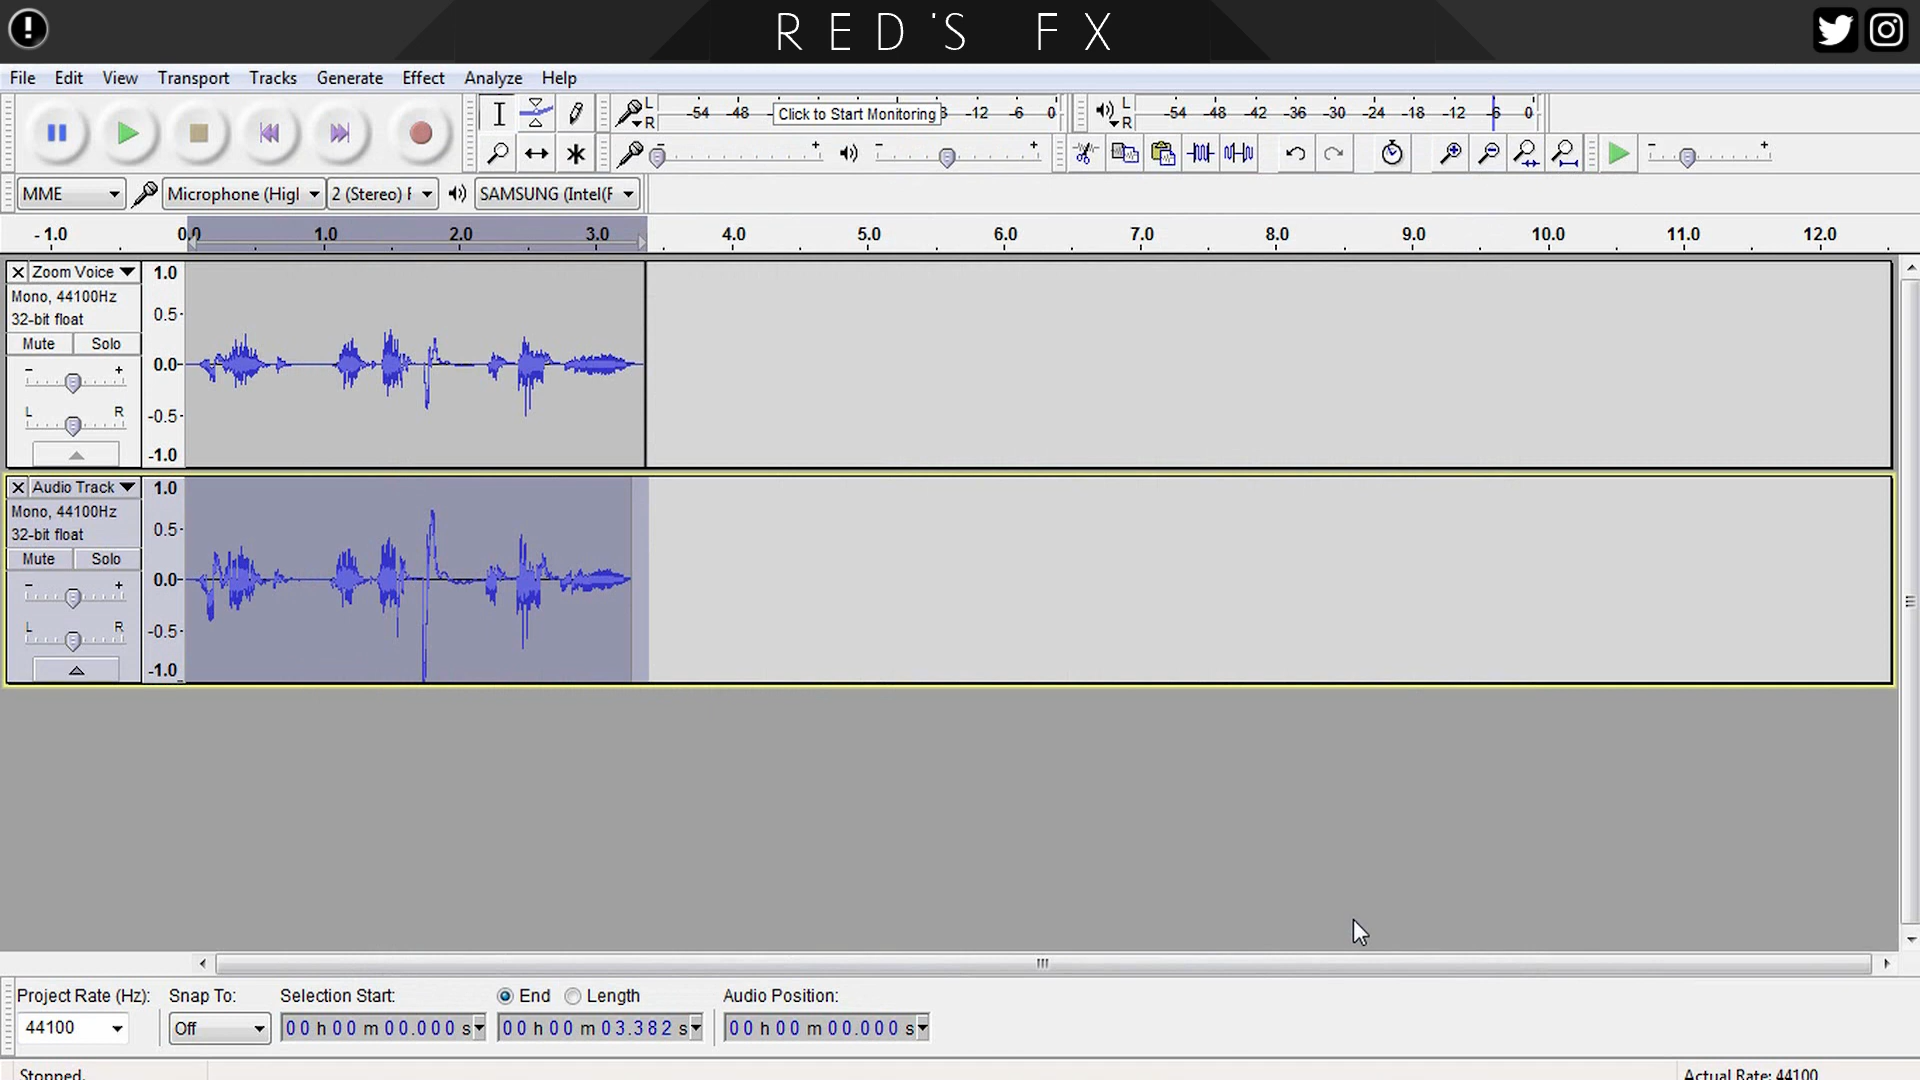 RED'S FX
File Edit View Transport Tracks Generate Effect Analyze Help
L
R
-54 -48 Click to Start Monitoring -12 -6 0
L
R
-54 -48 -42 -36 -30 -24 -18 -12 -6 0
- + - + - +
MME Microphone (Higl 2 (Stereo) F SAMSUNG (Intel(F
-1.0 0.0 1.0 2.0 3.0 4.0 5.0 6.0 7.0 8.0 9.0 10.0 11.0 12.0
Zoom Voice
Mono, 44100Hz
32-bit float
Mute Solo
- +
L R
1.0
0.5
0.0
-0.5
-1.0
Audio Track
Mono, 44100Hz
32-bit float
Mute Solo
- +
L R
1.0
0.5
0.0
-0.5
-1.0
Project Rate (Hz): Snap To: Selection Start: End Length Audio Position:
44100 Off 00 h 00 m 00.000 s 00 h 00 m 03.382 s 00 h 00 m 00.000 s
Stopped. Actual Rate: 44100